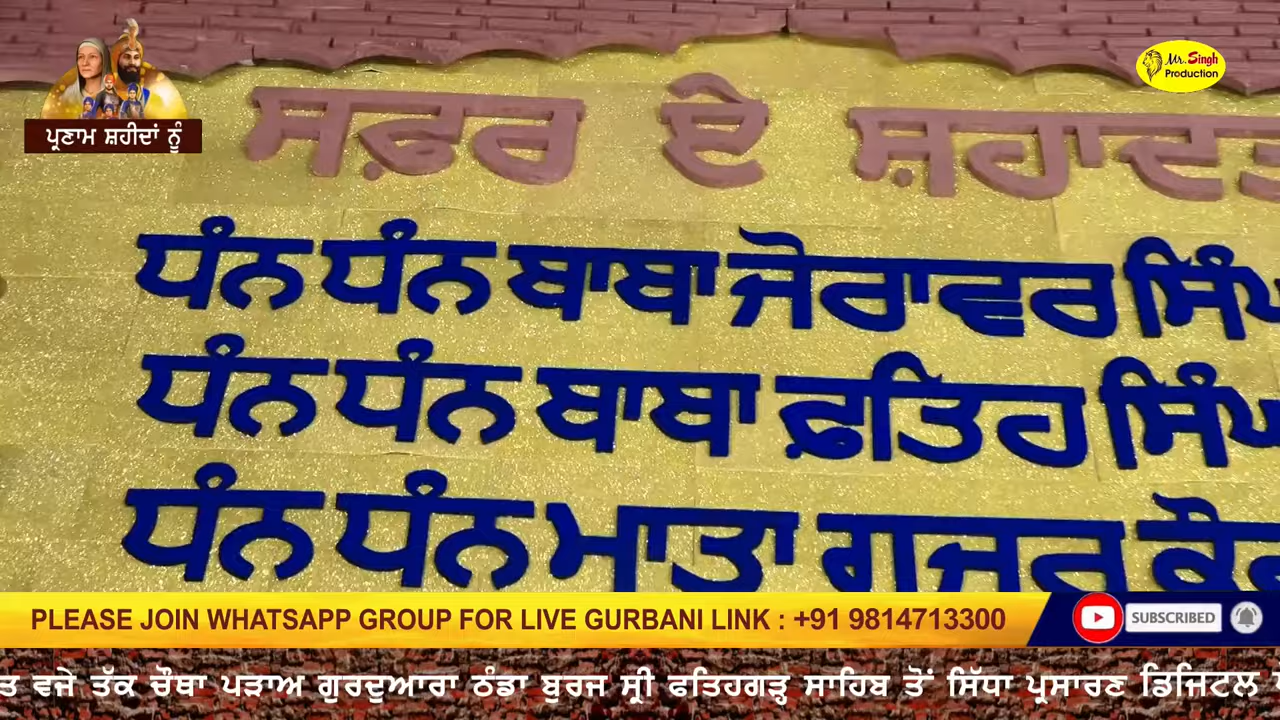 Mr. Singh
Production
ਪ੍ਰਣਾਮ ਸ਼ਹੀਦਾਂ ਨੂੰ
ਸਫ਼ਰ ਏ
ਧੰਨ ਧੰਨ ਬਾਬਾ ਜੋਰਾਵਰ
ਧੰਨ ਧੰਨ ਬਾਬਾ ਫ਼ਤਿਹ
ਧੰਨ ਧੰਨ ਮਾਤਾ ਗੁਜਰ
PLEASE JOIN WHATSAPP GROUP FOR LIVE GURBANI LINK : +91 9814713300
SUBSCRIBED
ਵਜੇ ਤੱਕ ਚੌਥਾ ਪੜਾਅ ਗੁਰਦੁਆਰਾ ਠੰਡਾ ਬੁਰਜ ਸ੍ਰੀ ਫਤਿਹਗੜ੍ਹ ਸਾਹਿਬ ਤੋਂ ਸਿੱਧਾ ਪ੍ਰਸਾਰਣ ਡਿਜਿਟਲ